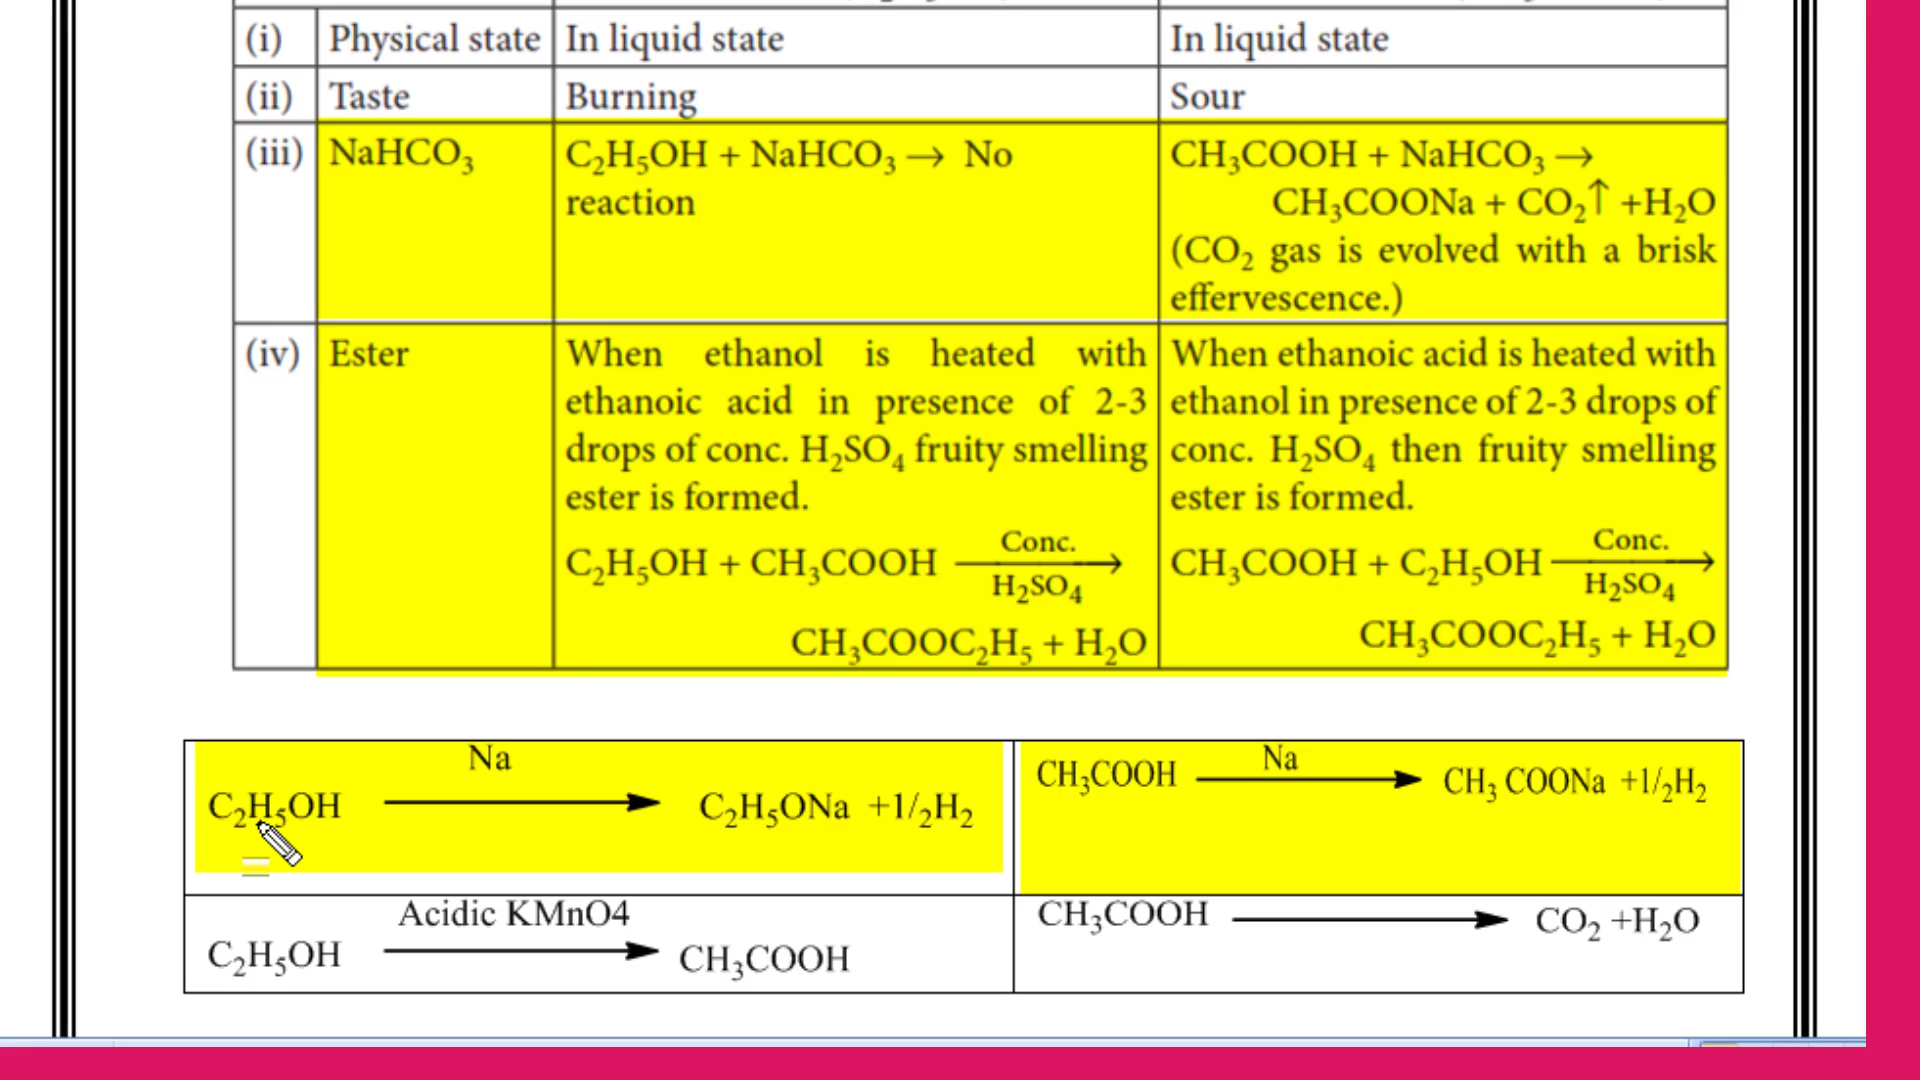 (i) Physical state In liquid state In liquid state
(ii) Taste Burning Sour
(iii) NaHCO₃ C₂H₅OH + NaHCO₃ → No CH₃COOH + NaHCO₃ →
reaction CH₃COONa + CO₂↑ +H₂O
(CO₂ gas is evolved with a brisk
effervescence.)
(iv) Ester When ethanol is heated with When ethanoic acid is heated with
ethanoic acid in presence of 2-3 ethanol in presence of 2-3 drops of
drops of conc. H₂SO₄ fruity smelling conc. H₂SO₄ then fruity smelling
ester is formed. ester is formed.
Conc. Conc.
C₂H₅OH + CH₃COOH → CH₃COOH + C₂H₅OH →
H₂SO₄ H₂SO₄
CH₃COOC₂H₅ + H₂O CH₃COOC₂H₅ + H₂O
Na Na
C₂H₅OH → C₂H₅ONa +1/₂H₂ CH₃COOH → CH₃ COONa +1/₂H₂
Acidic KMnO4
C₂H₅OH → CH₃COOH CH₃COOH → CO₂ +H₂O